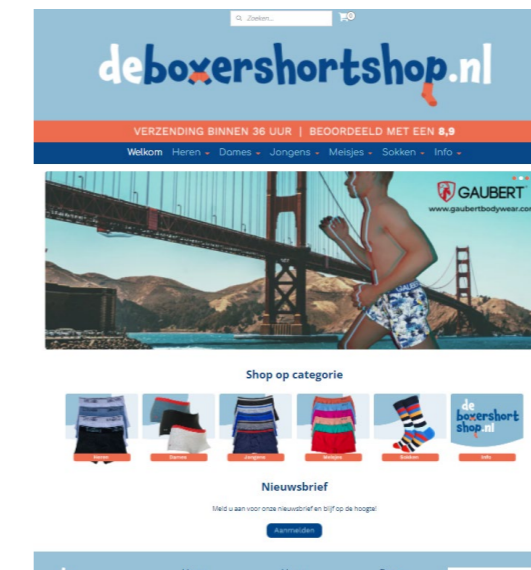 Zoeken...
0
deboxershortshop.nl
VERZENDING BINNEN 36 UUR | BEOORDEELD MET EEN 8,9
Welkom Heren Dames Jongens Meisjes Sokken Info
GAUBERT
www.gaubertbodywear.com
Shop op categorie
de
boxershort
shop.nl
Heren Dames Jongens Meisjes Sokken Info
Nieuwsbrief
Meld u aan voor onze nieuwsbrief en blijf op de hoogte!
Aanmelden